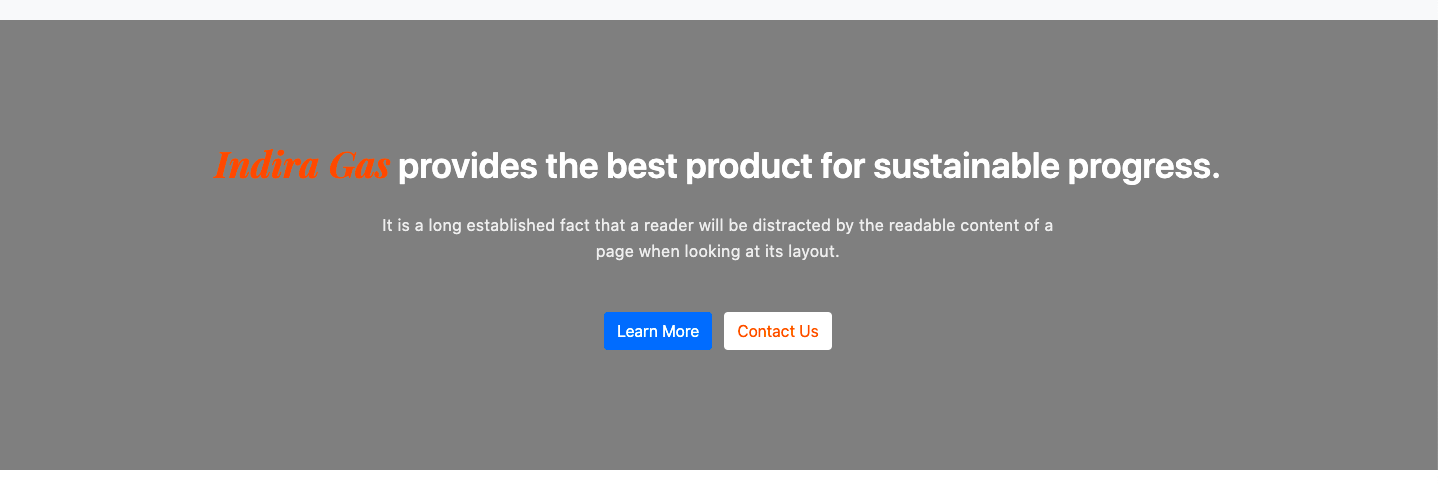 Indira Gas provides the best product for sustainable progress.
It is a long established fact that a reader will be distracted by the readable content of a
page when looking at its layout.
Learn More Contact Us